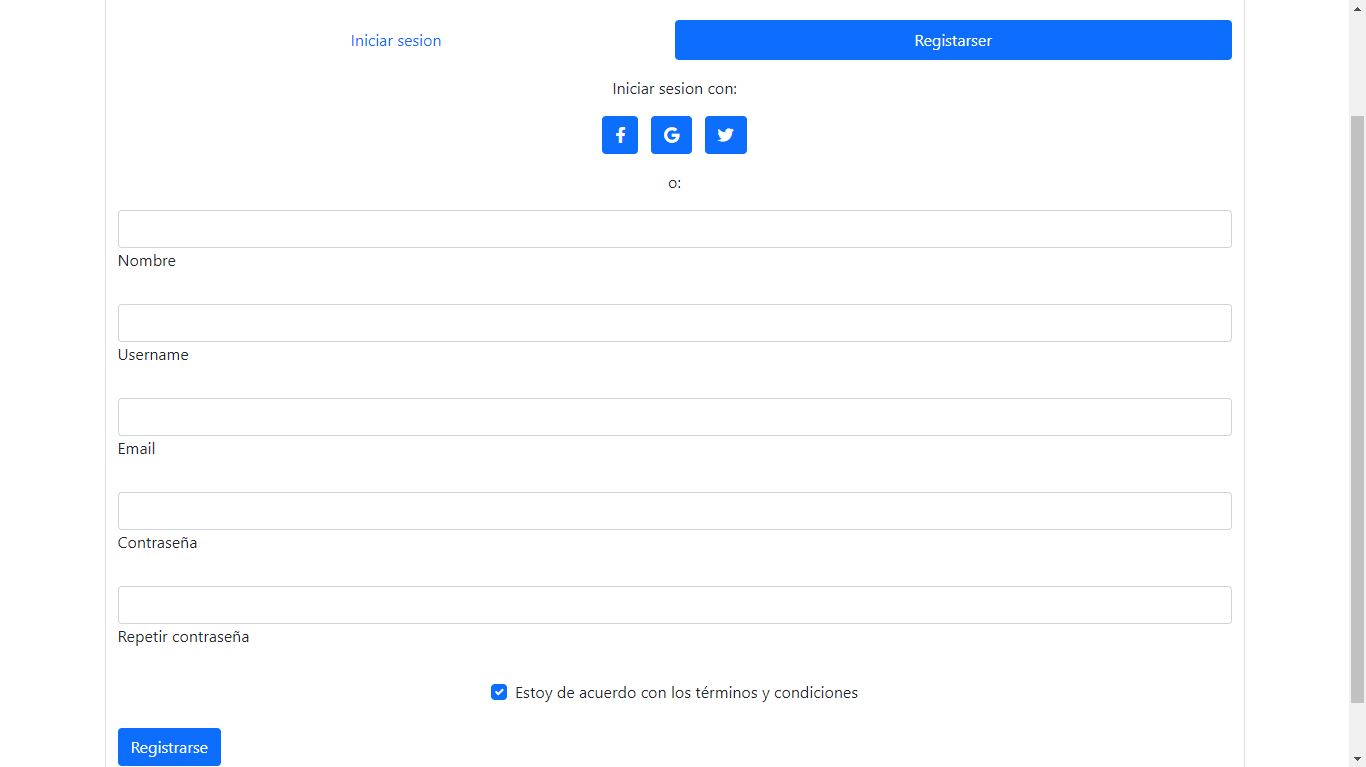 Iniciar sesion
Registarser
Iniciar sesion con:
o:
Nombre
Username
Email
Contraseña
Repetir contraseña
Estoy de acuerdo con los términos y condiciones
Registrarse